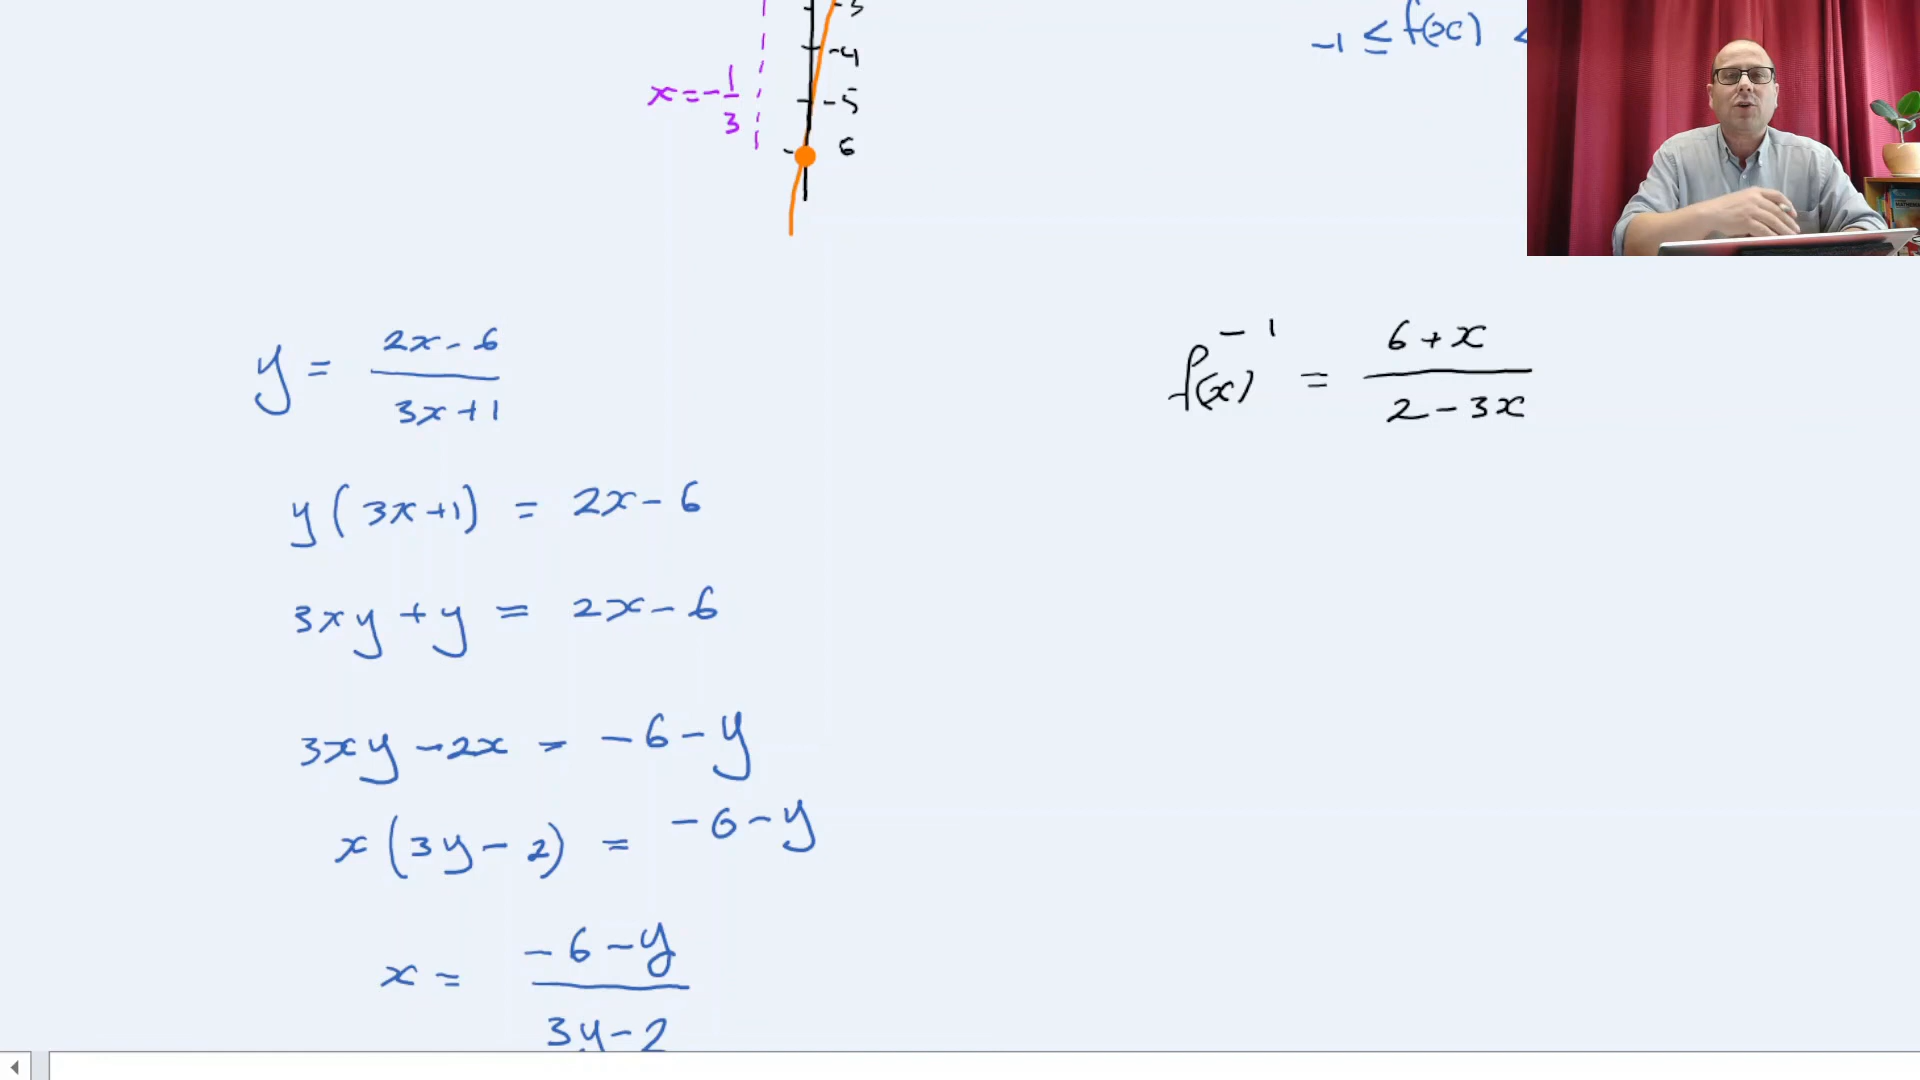 -3
-4
x = -1/3
-5
6
-1 ≤ f(x) <
y = (2x - 6)/(3x + 1)
f⁻¹(x) = (6 + x)/(2 - 3x)
y(3x + 1) = 2x - 6
3xy + y = 2x - 6
3xy - 2x = -6 - y
x(3y - 2) = -6 - y
x = (-6 - y)/(3y - 2)